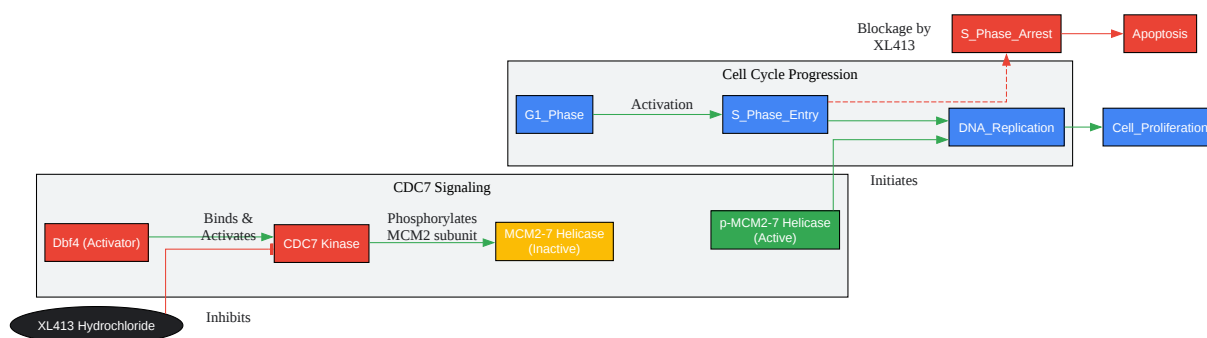 Blockage by
XL413
S_Phase_Arrest
Apoptosis
Cell Cycle Progression
G1_Phase
Activation
S_Phase_Entry
DNA_Replication
Cell_Proliferation
Initiates
CDC7 Signaling
Dbf4 (Activator)
Binds &
Activates
CDC7 Kinase
Phosphorylates
MCM2 subunit
MCM2-7 Helicase
(Inactive)
p-MCM2-7 Helicase
(Active)
XL413 Hydrochloride
Inhibits